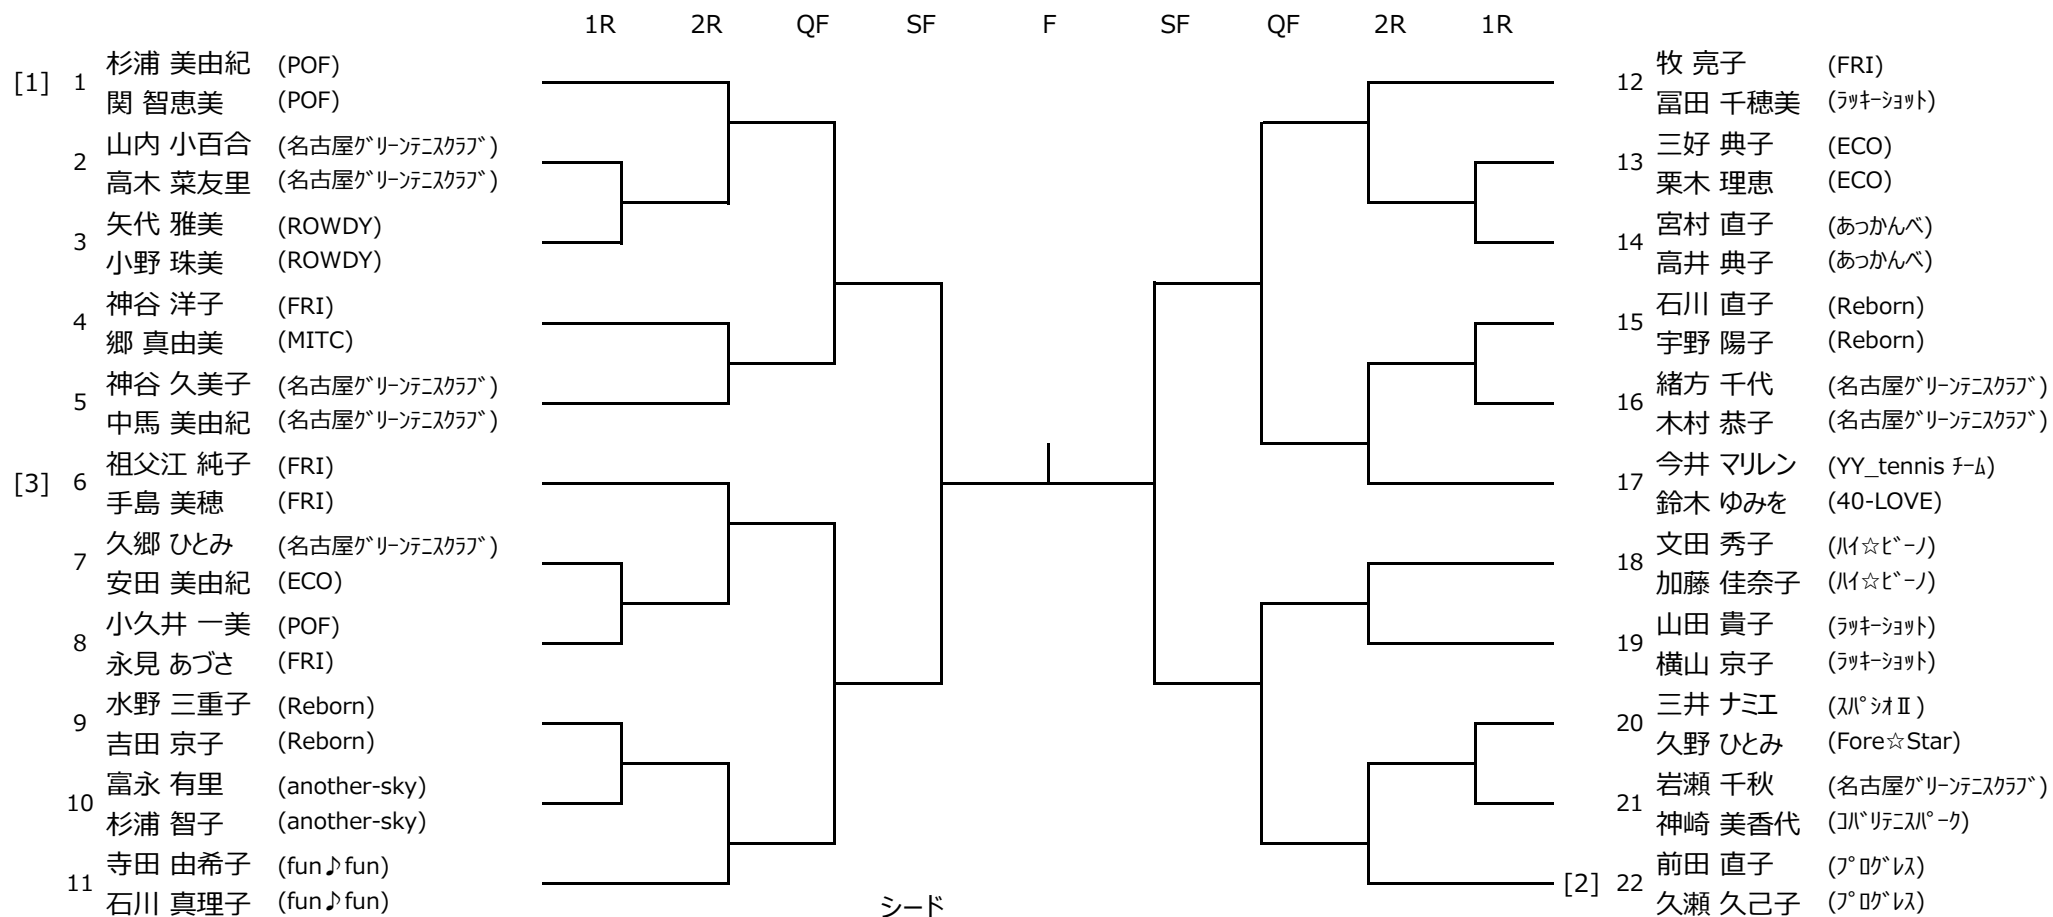 1R 2R QF SF F SF QF 2R 1R
[1] 1 杉浦 美由紀 (POF)
関 智恵美 (POF)
2 山内 小百合 (名古屋ｸﾞﾘｰﾝﾃﾆｽｸﾗﾌﾞ)
高木 菜友里 (名古屋ｸﾞﾘｰﾝﾃﾆｽｸﾗﾌﾞ)
3 矢代 雅美 (ROWDY)
小野 珠美 (ROWDY)
4 神谷 洋子 (FRI)
郷 真由美 (MITC)
5 神谷 久美子 (名古屋ｸﾞﾘｰﾝﾃﾆｽｸﾗﾌﾞ)
中馬 美由紀 (名古屋ｸﾞﾘｰﾝﾃﾆｽｸﾗﾌﾞ)
[3] 6 祖父江 純子 (FRI)
手島 美穂 (FRI)
7 久郷 ひとみ (名古屋ｸﾞﾘｰﾝﾃﾆｽｸﾗﾌﾞ)
安田 美由紀 (ECO)
8 小久井 一美 (POF)
永見 あづさ (FRI)
9 水野 三重子 (Reborn)
吉田 京子 (Reborn)
10 富永 有里 (another-sky)
杉浦 智子 (another-sky)
11 寺田 由希子 (fun♪fun)
石川 真理子 (fun♪fun)
12 牧 亮子 (FRI)
冨田 千穂美 (ﾗｯｷｰｼｮｯﾄ)
13 三好 典子 (ECO)
栗木 理恵 (ECO)
14 宮村 直子 (あっかんべ)
高井 典子 (あっかんべ)
15 石川 直子 (Reborn)
宇野 陽子 (Reborn)
16 緒方 千代 (名古屋ｸﾞﾘｰﾝﾃﾆｽｸﾗﾌﾞ)
木村 恭子 (名古屋ｸﾞﾘｰﾝﾃﾆｽｸﾗﾌﾞ)
17 今井 マリレン (YY_tennis ﾁｰﾑ)
鈴木 ゆみを (40-LOVE)
18 文田 秀子 (ﾊｲ☆ﾋﾞｰﾉ)
加藤 佳奈子 (ﾊｲ☆ﾋﾞｰﾉ)
19 山田 貴子 (ﾗｯｷｰｼｮｯﾄ)
横山 京子 (ﾗｯｷｰｼｮｯﾄ)
20 三井 ナミエ (ｽﾊﾟｼｵⅡ)
久野 ひとみ (Fore☆Star)
21 岩瀬 千秋 (名古屋ｸﾞﾘｰﾝﾃﾆｽｸﾗﾌﾞ)
神崎 美香代 (ｺﾊﾞﾘﾃﾆｽﾊﾟｰｸ)
[2] 22 前田 直子 (ﾌﾟﾛｸﾞﾚｽ)
久瀬 久己子 (ﾌﾟﾛｸﾞﾚｽ)
シード